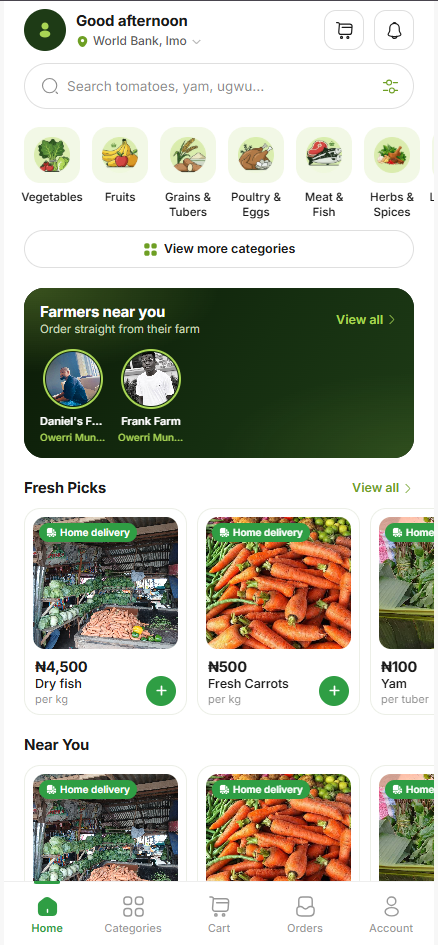 Good afternoon
World Bank, Imo
Search tomatoes, yam, ugwu...
Vegetables
Fruits
Grains &
Tubers
Poultry &
Eggs
Meat &
Fish
Herbs &
Spices
L
View more categories
Farmers near you
Order straight from their farm
View all
Daniel's F...
Owerri Mun...
Frank Farm
Owerri Mun...
Fresh Picks
View all
Home delivery
₦4,500
Dry fish
per kg
Home delivery
₦500
Fresh Carrots
per kg
Home
₦100
Yam
per tuber
Near You
Home delivery
Home delivery
Home
Home
Categories
Cart
Orders
Account